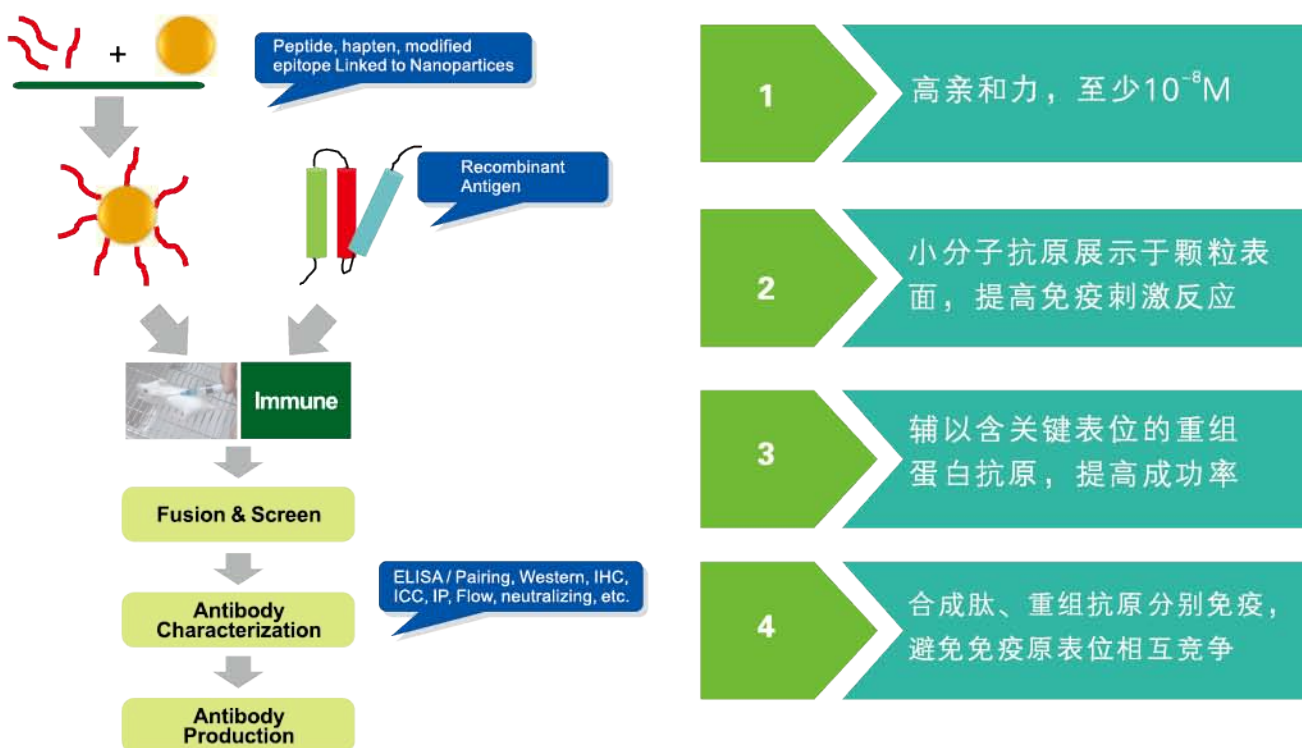 +
Peptide, hapten, modified
epitope Linked to Nanopartices
Recombinant
Antigen
Immune
Fusion & Screen
ELISA / Pairing, Western, IHC,
ICC, IP, Flow, neutralizing, etc.
Antibody
Characterization
Antibody
Production
1
高亲和力，至少10⁻⁸M
2
小分子抗原展示于颗粒表
面，提高免疫刺激反应
3
辅以含关键表位的重组
蛋白抗原，提高成功率
4
合成肽、重组抗原分别免疫，
避免免疫原表位相互竞争